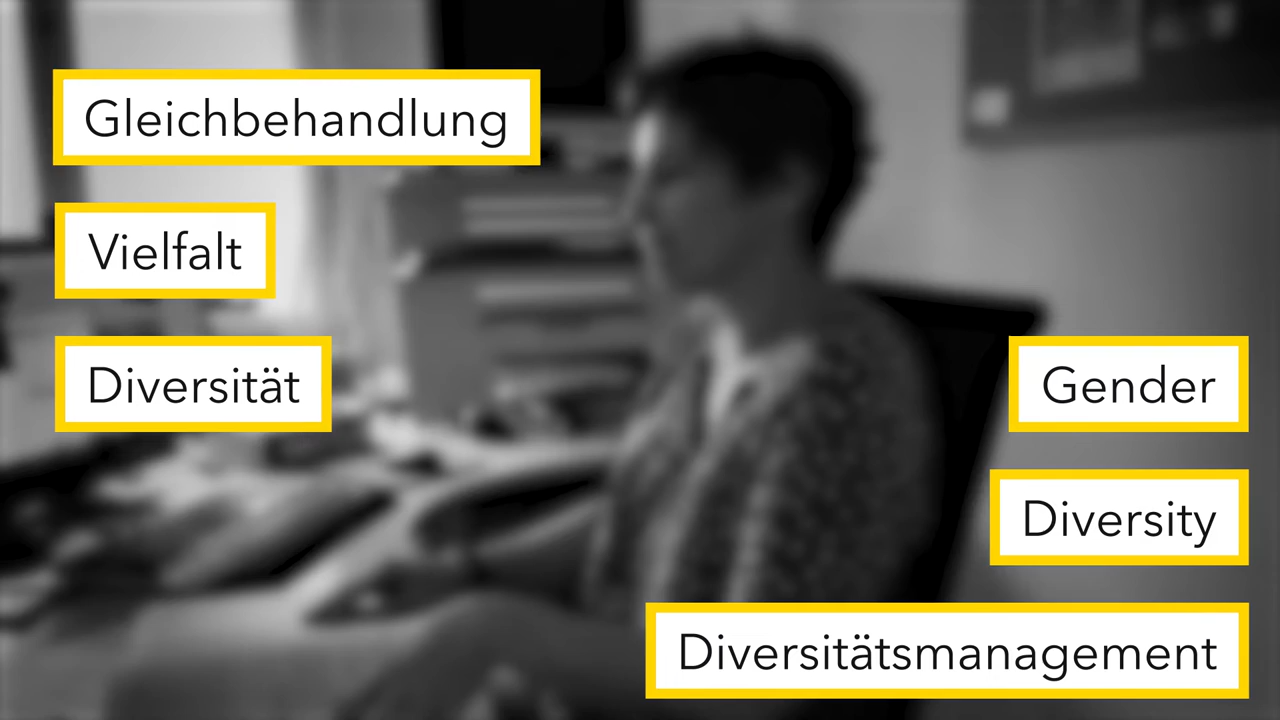 Gleichbehandlung
Vielfalt
Diversität
Gender
Diversity
Diversitätsmanagement